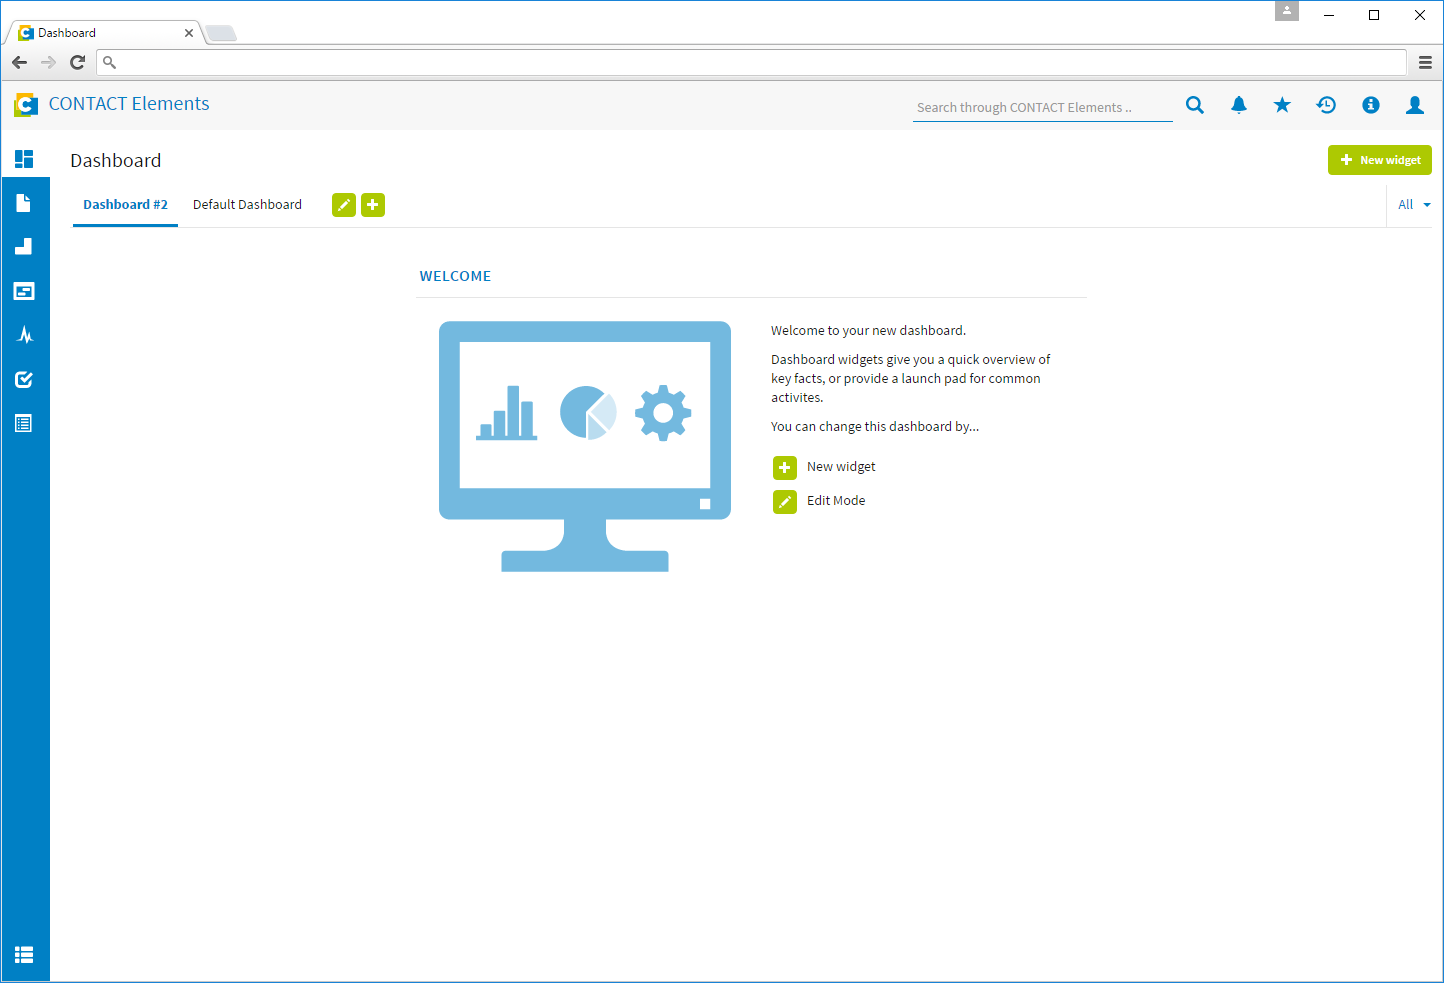 Dashboard
CONTACT Elements
Search through CONTACT Elements ..
Dashboard
New widget
Dashboard #2
Default Dashboard
All
WELCOME
Welcome to your new dashboard.
Dashboard widgets give you a quick overview of
key facts, or provide a launch pad for common
activites.
You can change this dashboard by...
New widget
Edit Mode